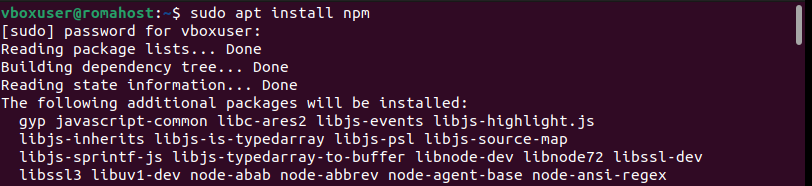 vboxuser@romahost:~$ sudo apt install npm
[sudo] password for vboxuser:
Reading package lists... Done
Building dependency tree... Done
Reading state information... Done
The following additional packages will be installed:
  gyp javascript-common libc-ares2 libjs-events libjs-highlight.js
  libjs-inherits libjs-is-typedarray libjs-psl libjs-source-map
  libjs-sprintf-js libjs-typedarray-to-buffer libnode-dev libnode72 libssl-dev
  libssl3 libuv1-dev node-abab node-abbrev node-agent-base node-ansi-regex